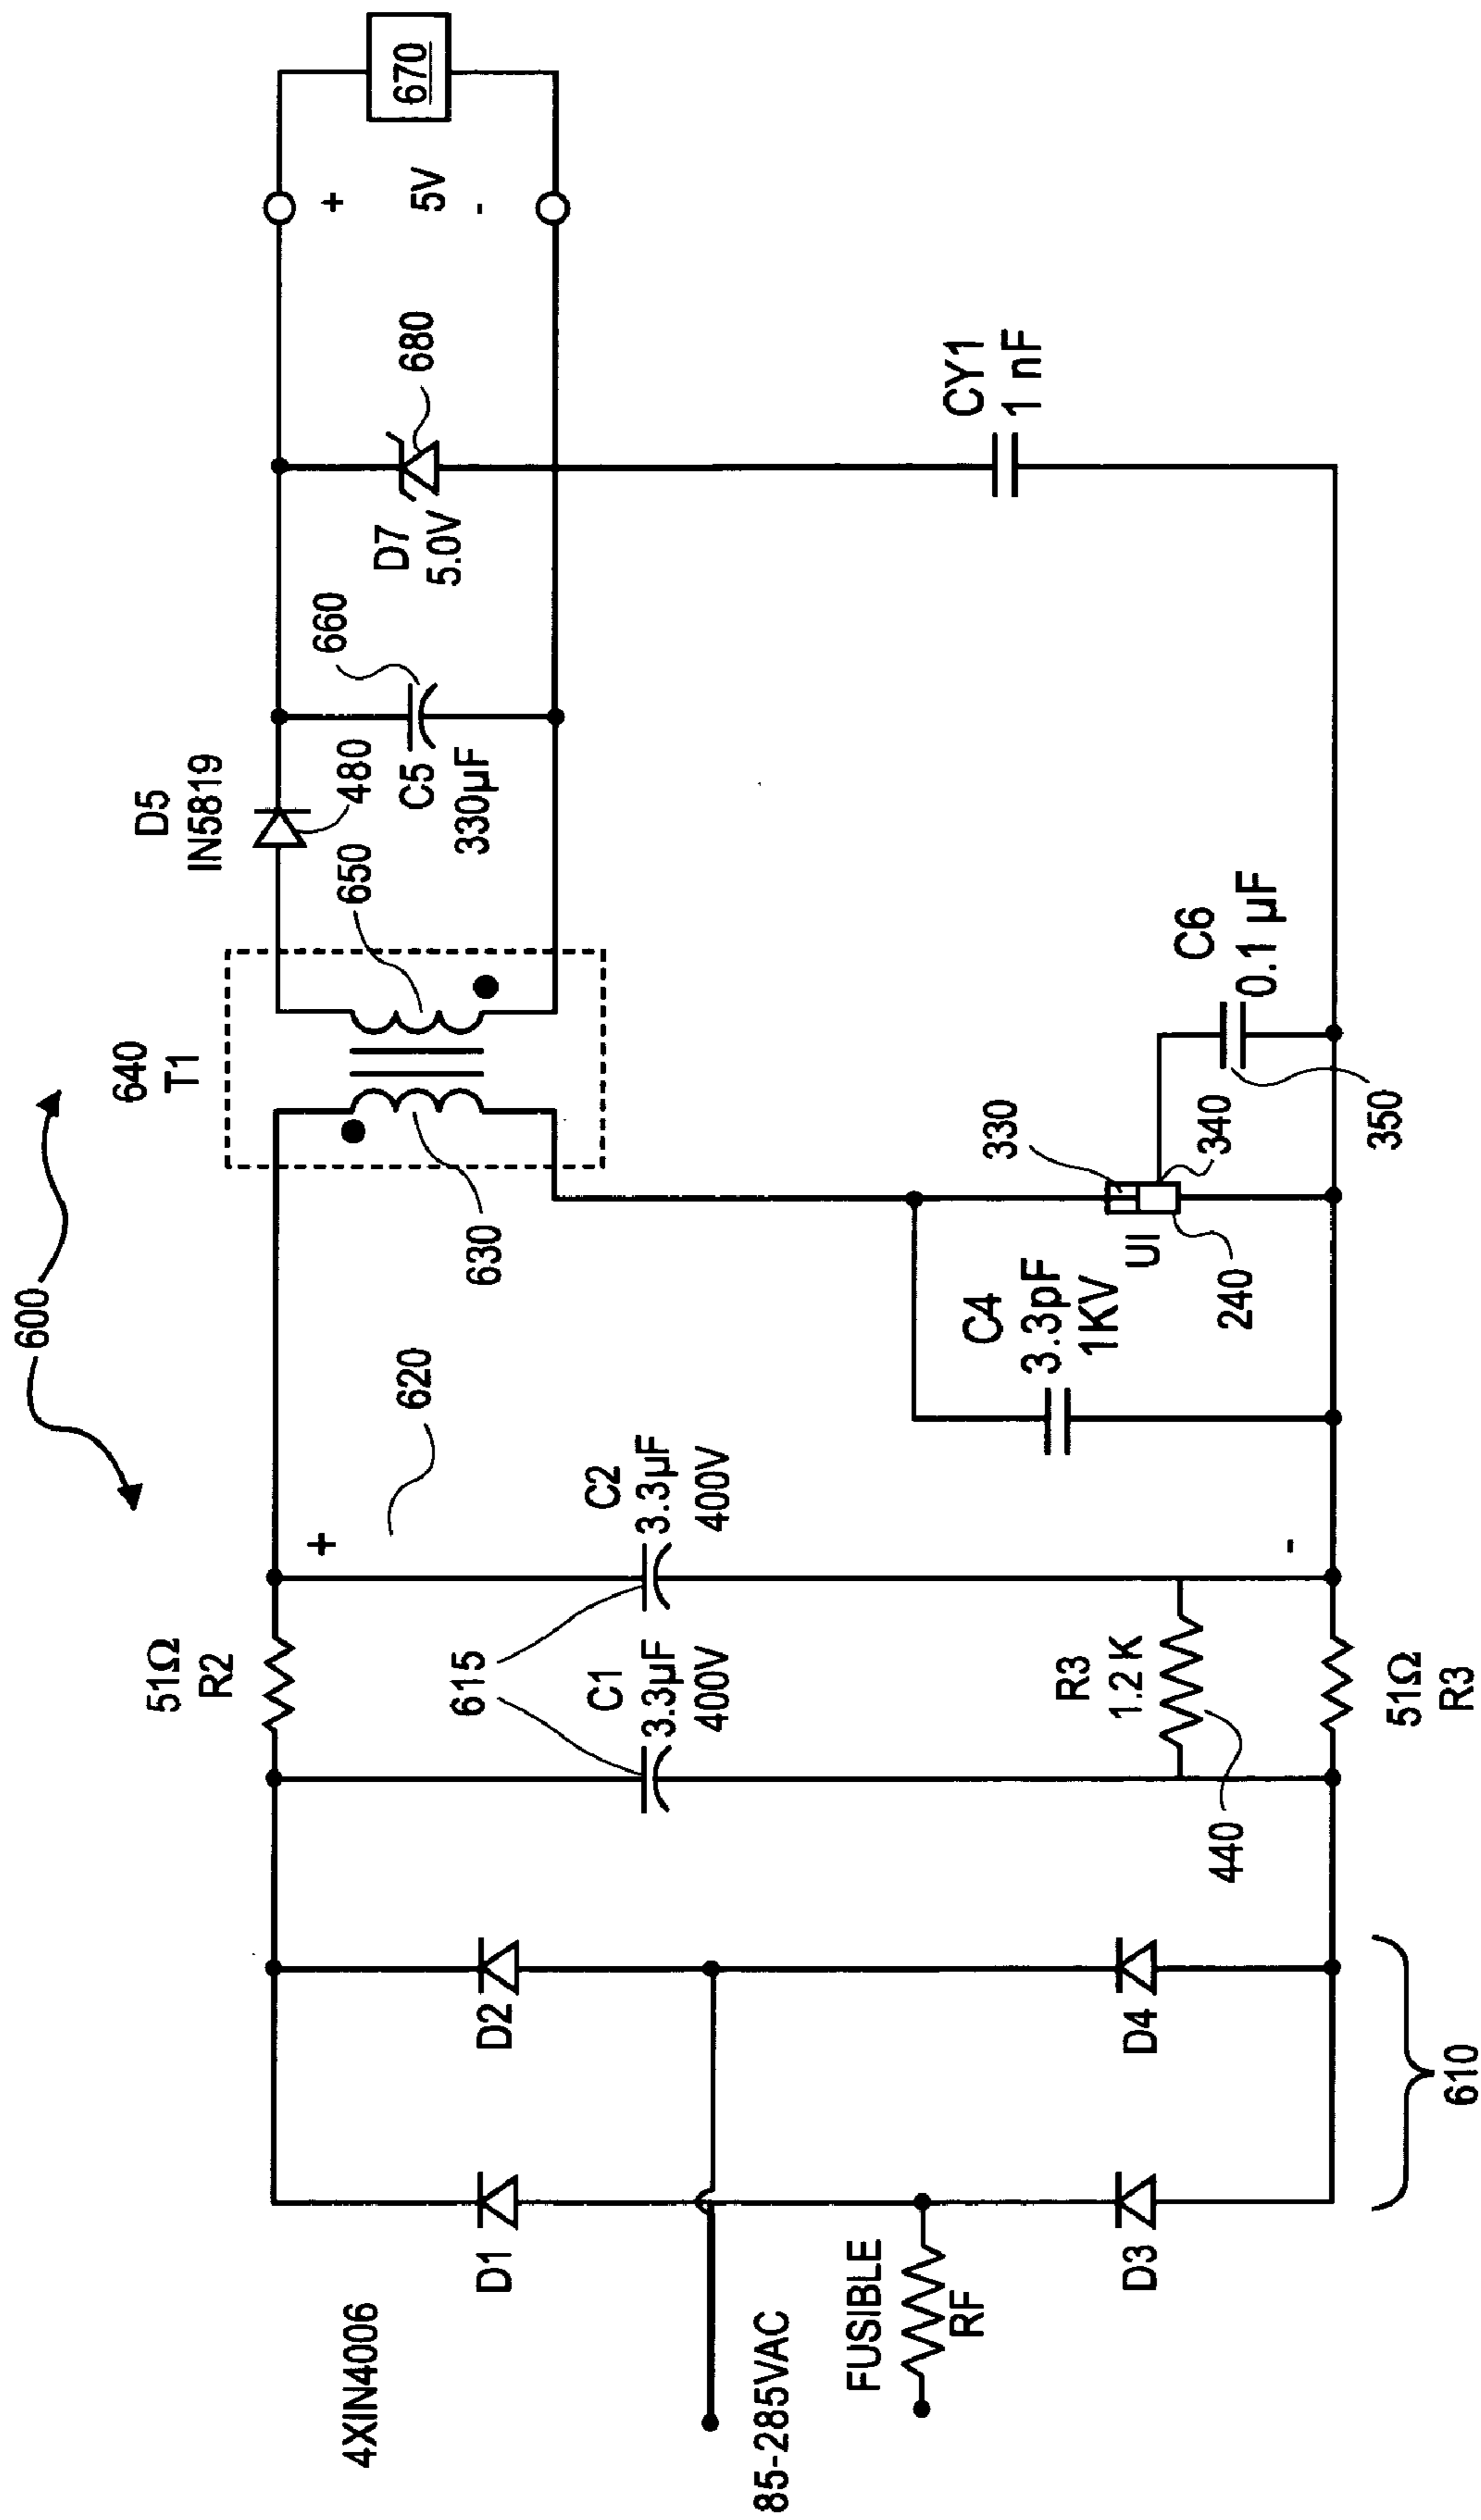 600
640
T1
D5
IN5819
51Ω
R2
4XIN4006
D1
D2
85-285VAC
FUSIBLE
RF
D3
D4
610
615
C1
3.3µF
400V
C2
3.3µF
400V
R3
1.2 K
440
51Ω
R3
+
-
620
630
650
480
C5
330µF
660
D7
5.0V
680
+
5V
-
670
C4
3.3pF
1KV
UI
240
330
340
350
C6
0.1 µF
CY1
1 nF